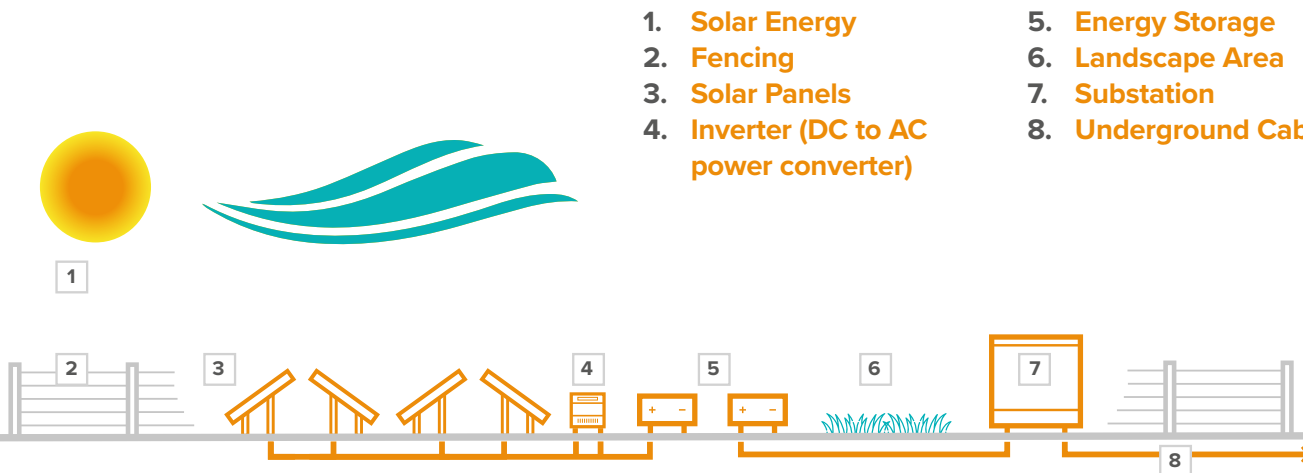 1. Solar Energy
2. Fencing
3. Solar Panels
4. Inverter (DC to AC
power converter)
5. Energy Storage
6. Landscape Area
7. Substation
8. Underground
1
2
3
4
5
6
7
8
+ −
+ −